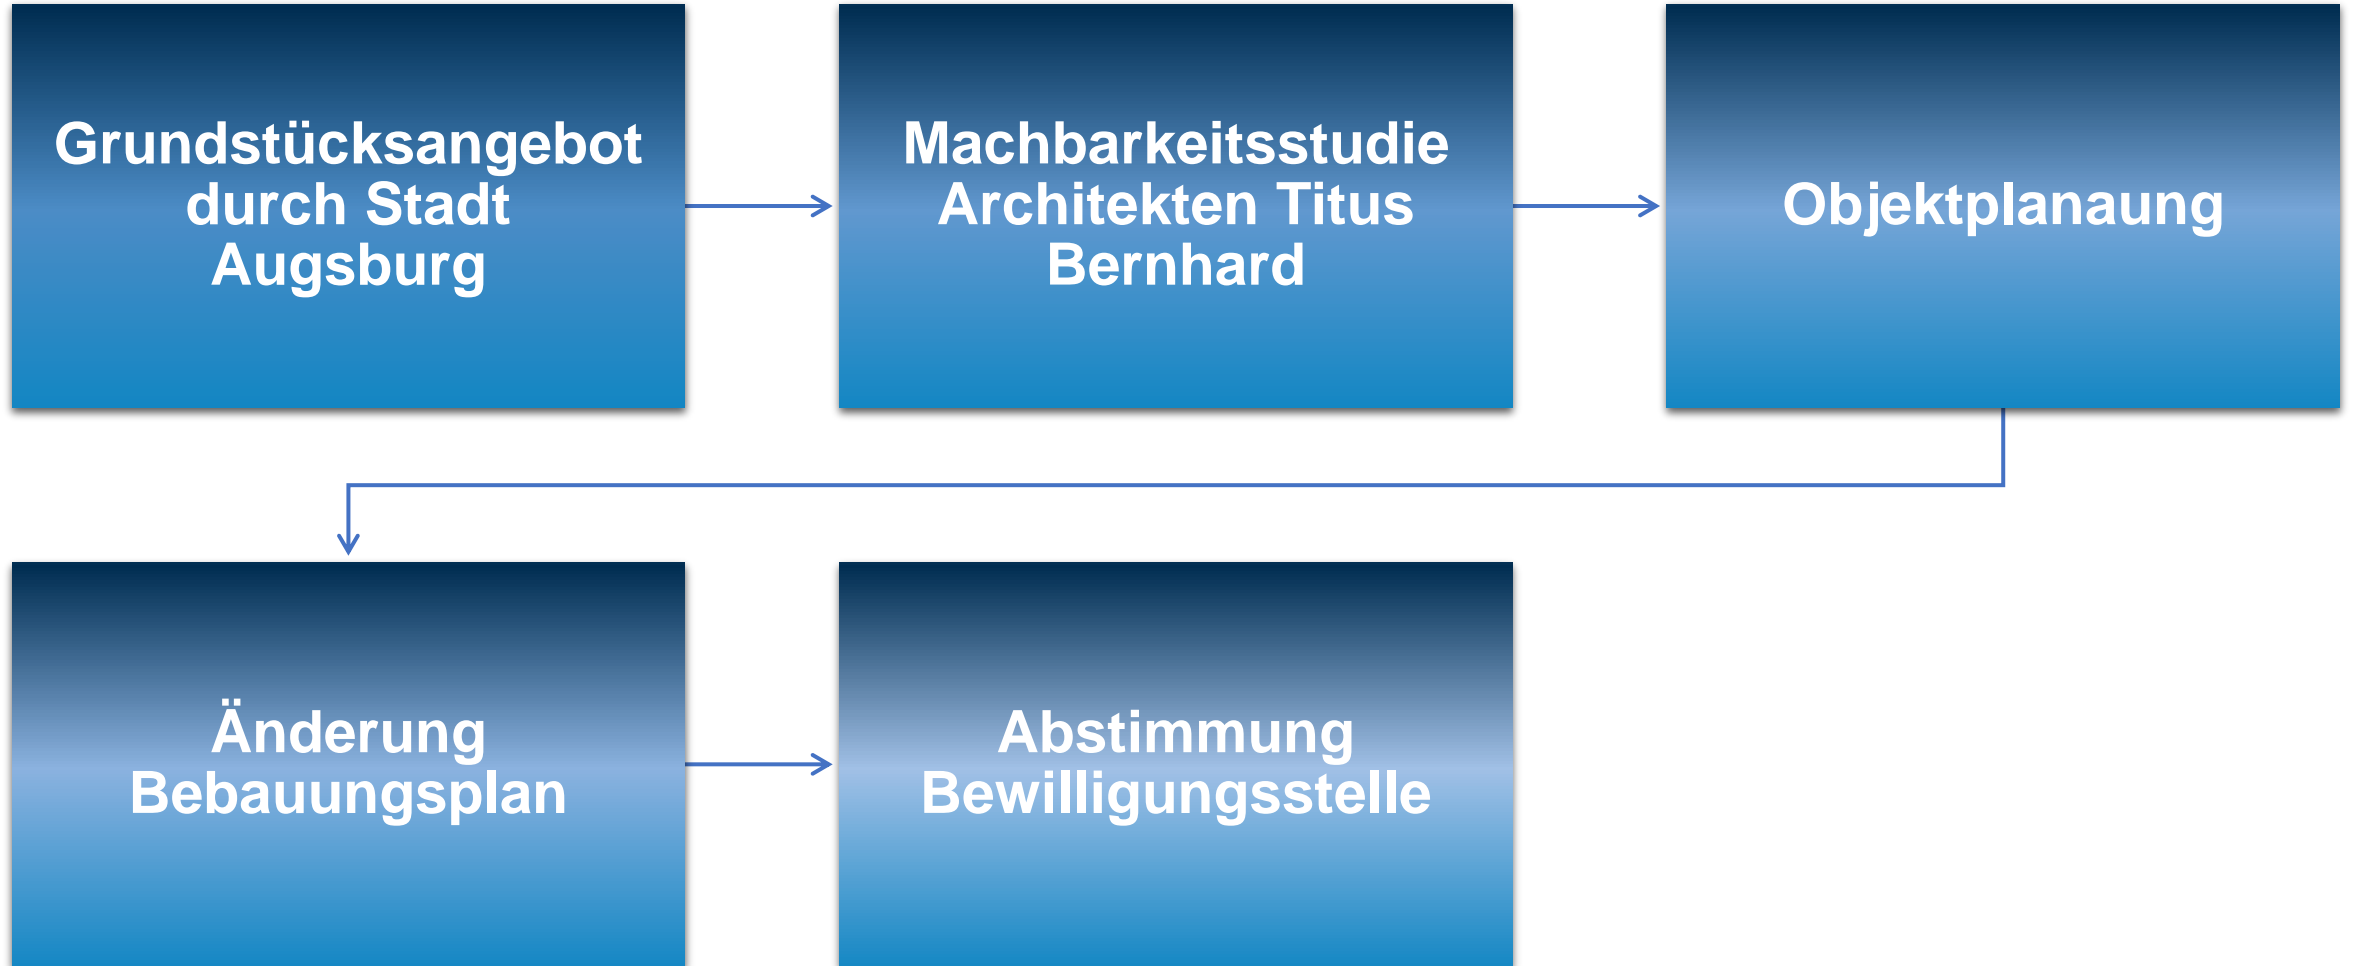 Grundstücksangebot
durch Stadt
Augsburg
Machbarkeitsstudie
Architekten Titus
Bernhard
Objektplanaung
Änderung
Bebauungsplan
Abstimmung
Bewilligungsstelle